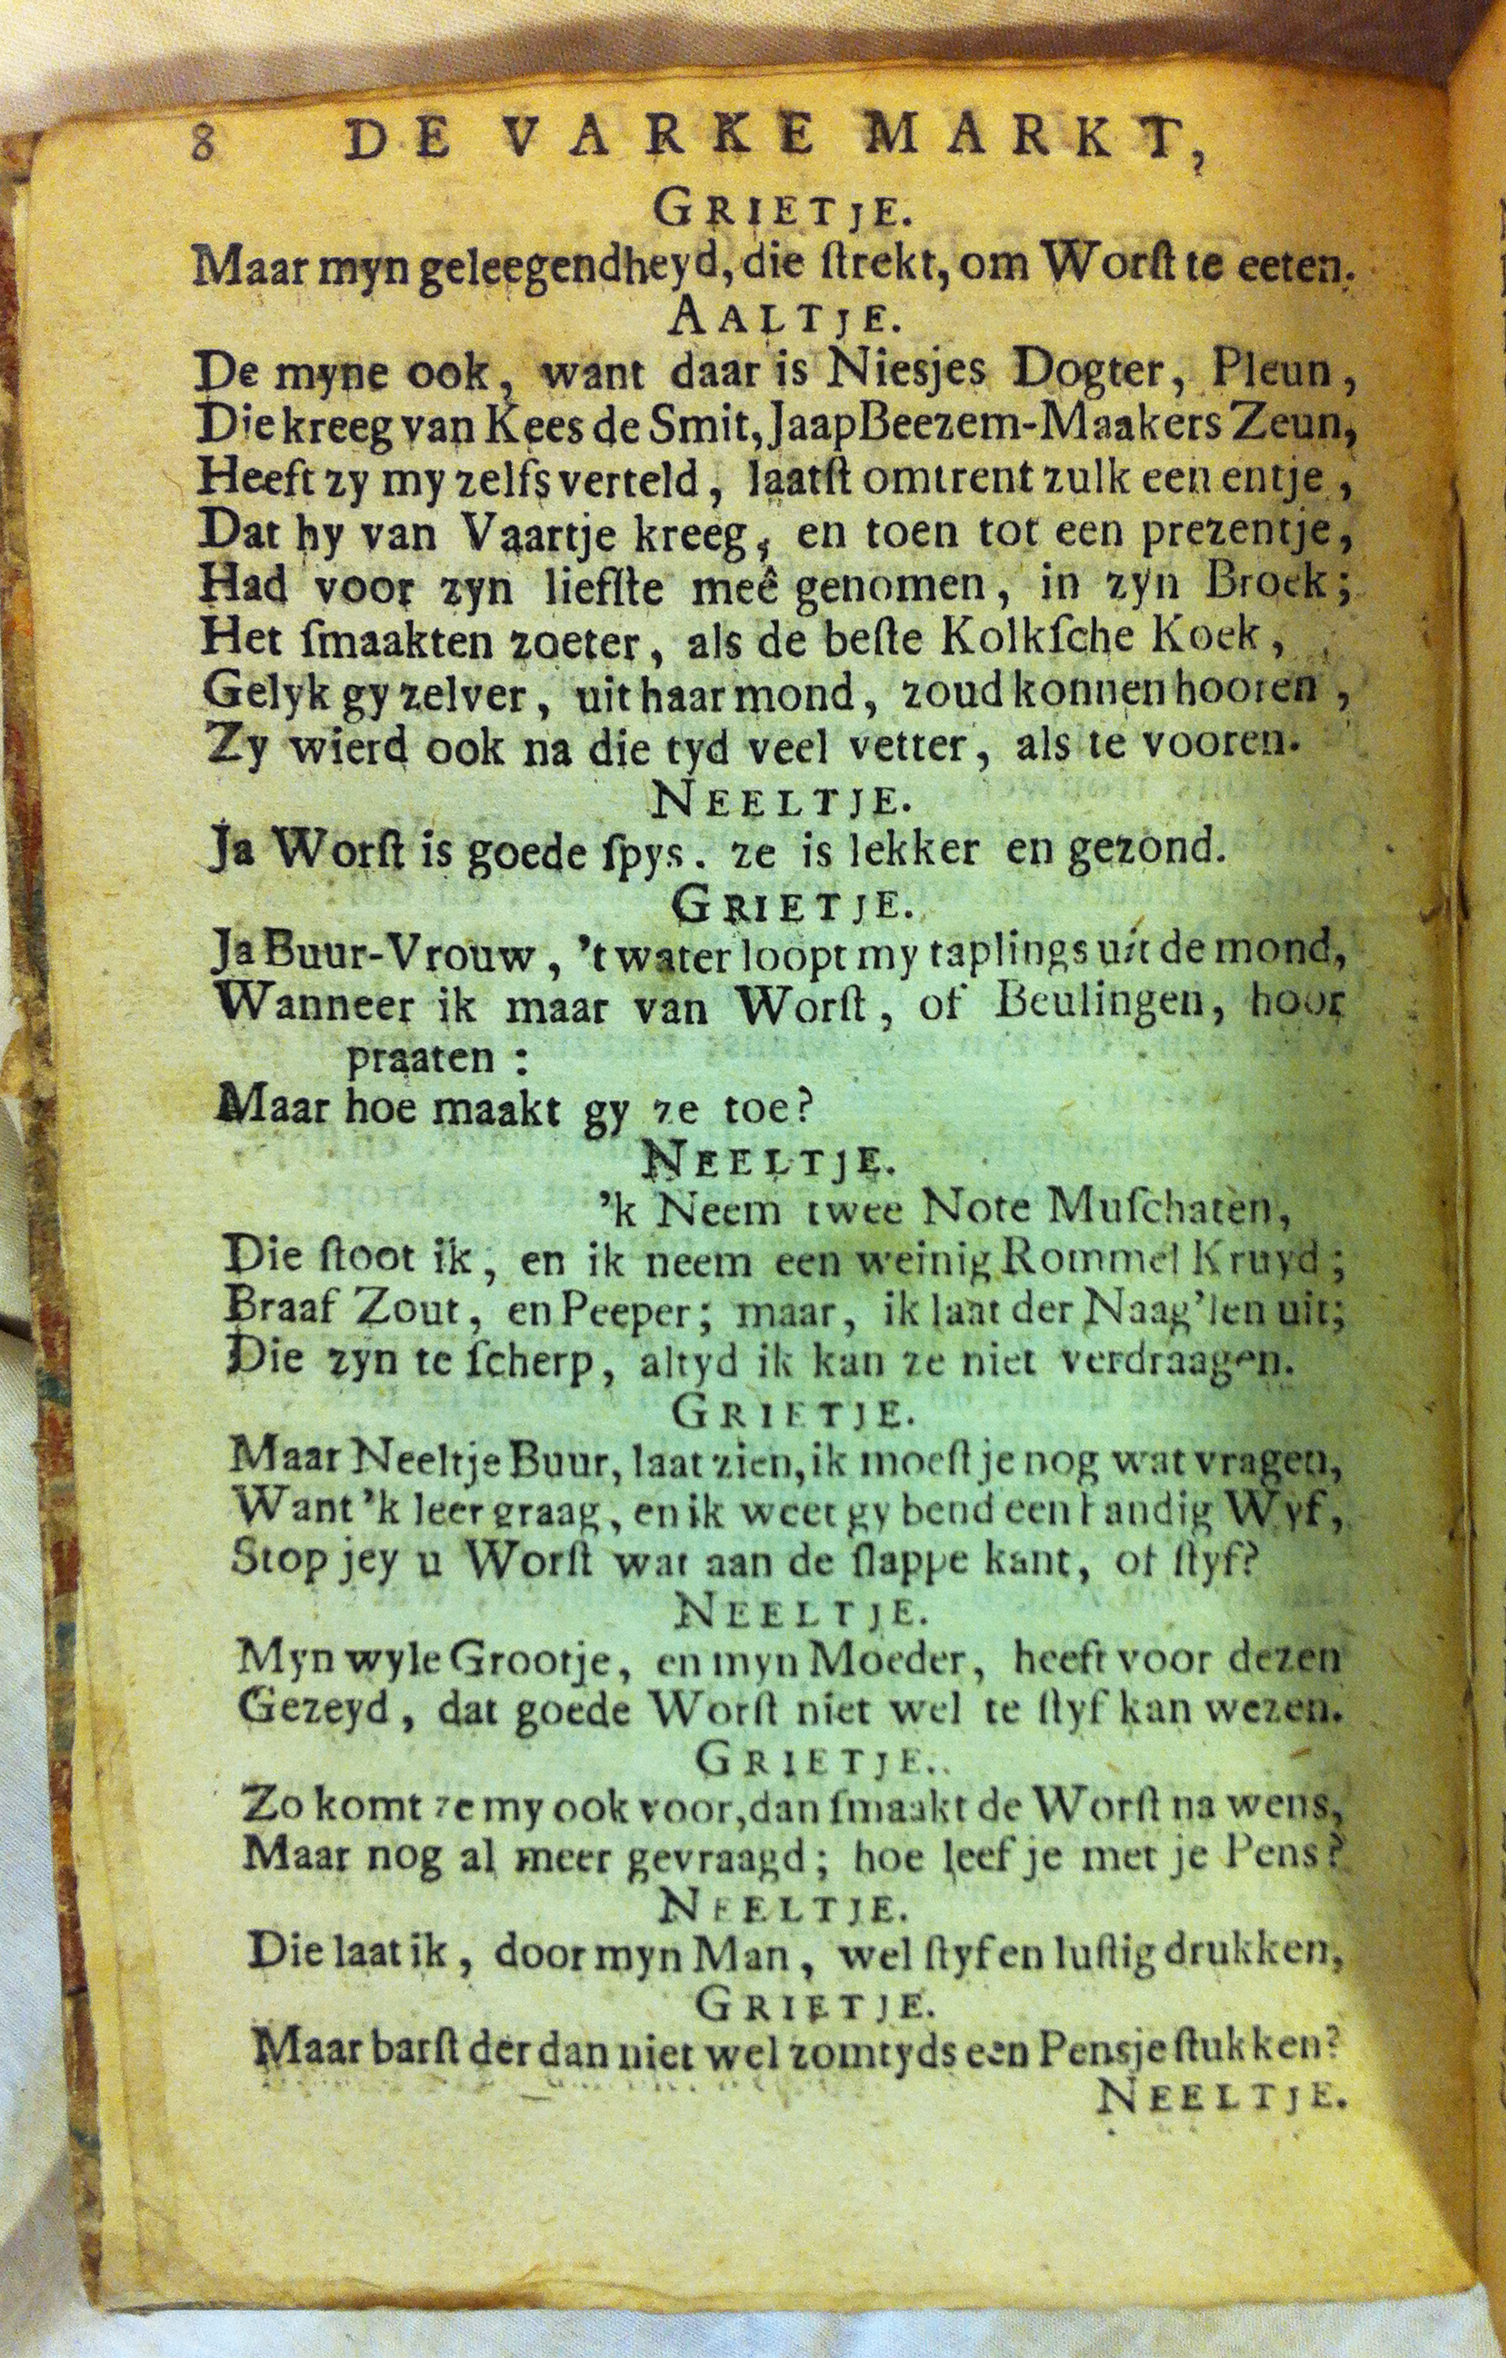 8 DE VARKE MARKT,
GRIETJE.
Maar myn geleegendheyd, die ſtrekt, om Worſt te eeten.
AALTJE.
De myne ook, want daar is Niesjes Dogter, Pleun,
Die kreeg van Kees de Smit, Jaap Beezem-Maakers Zeun,
Heeft zy my zelfs verteld, laatſt omtrent zulk een entje,
Dat hy van Vaartje kreeg, en toen tot een prezentje,
Had voor zyn liefſte meê genomen, in zyn Broek;
Het ſmaakten zoeter, als de beſte Kolkſche Koek,
Gelyk gy zelver, uit haar mond, zoud konnen hooren,
Zy wierd ook na die tyd veel vetter, als te vooren.
NEELTJE.
Ja Worſt is goede ſpys. ze is lekker en gezond.
GRIETJE.
Ja Buur-Vrouw, 't water loopt my taplings uit de mond,
Wanneer ik maar van Worſt, of Beulingen, hoor
praaten :
Maar hoe maakt gy ze toe?
NEELTJE.
'k Neem twee Note Muſchaten,
Die ſtoot ik, en ik neem een weinig Rommel Kruyd;
Braaf Zout, en Peeper; maar, ik laat der Naag'len uit;
Die zyn te ſcherp, altyd ik kan ze niet verdraagen.
GRIETJE.
Maar Neeltje Buur, laat zien, ik moeſt je nog wat vragen,
Want 'k leer graag, en ik weet gy bend een handig Wyf,
Stop jey u Worſt wat aan de ſlappe kant, of ſtyf?
NEELTJE.
Myn wyle Grootje, en myn Moeder, heeft voor dezen
Gezeyd, dat goede Worſt niet wel te ſtyf kan wezen.
GRIETJE.
Zo komt ze my ook voor, dan ſmaakt de Worſt na wens,
Maar nog al meer gevraagd; hoe leef je met je Pens?
NEELTJE.
Die laat ik, door myn Man, wel ſtyf en luſtig drukken,
GRIETJE.
Maar barſt der dan niet wel zomtyds een Pensje ſtukken?
NEELTJE.